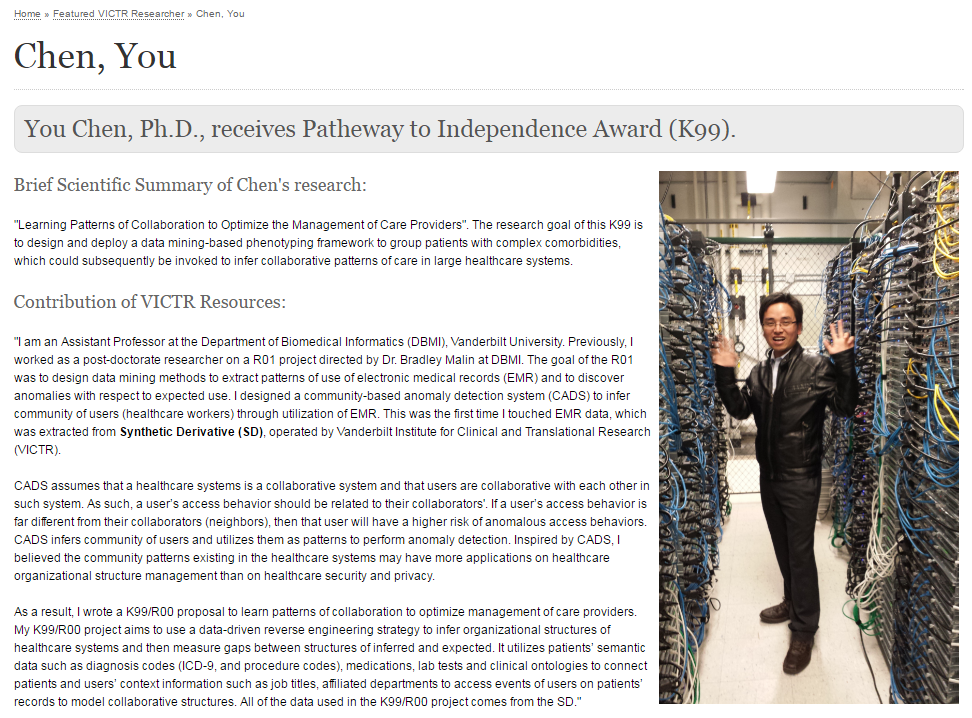 Home » Featured VICTR Researcher » Chen, You
Chen, You
You Chen, Ph.D., receives Patheway to Independence Award (K99).
Brief Scientific Summary of Chen's research:
"Learning Patterns of Collaboration to Optimize the Management of Care Providers". The research goal of this K99 is
to design and deploy a data mining-based phenotyping framework to group patients with complex comorbidities,
which could subsequently be invoked to infer collaborative patterns of care in large healthcare systems.
Contribution of VICTR Resources:
"I am an Assistant Professor at the Department of Biomedical Informatics (DBMI), Vanderbilt University. Previously, I
worked as a post-doctorate researcher on a R01 project directed by Dr. Bradley Malin at DBMI. The goal of the R01
was to design data mining methods to extract patterns of use of electronic medical records (EMR) and to discover
anomalies with respect to expected use. I designed a community-based anomaly detection system (CADS) to infer
community of users (healthcare workers) through utilization of EMR. This was the first time I touched EMR data, which
was extracted from Synthetic Derivative (SD), operated by Vanderbilt Institute for Clinical and Translational Research
(VICTR).
CADS assumes that a healthcare systems is a collaborative system and that users are collaborative with each other in
such system. As such, a user's access behavior should be related to their collaborators'. If a user's access behavior is
far different from their collaborators (neighbors), then that user will have a higher risk of anomalous access behaviors.
CADS infers community of users and utilizes them as patterns to perform anomaly detection. Inspired by CADS, I
believed the community patterns existing in the healthcare systems may have more applications on healthcare
organizational structure management than on healthcare security and privacy.
As a result, I wrote a K99/R00 proposal to learn patterns of collaboration to optimize management of care providers.
My K99/R00 project aims to use a data-driven reverse engineering strategy to infer organizational structures of
healthcare systems and then measure gaps between structures of inferred and expected. It utilizes patients' semantic
data such as diagnosis codes (ICD-9, and procedure codes), medications, lab tests and clinical ontologies to connect
patients and users' context information such as job titles, affiliated departments to access events of users on patients'
records to model collaborative structures. All of the data used in the K99/R00 project comes from the SD."